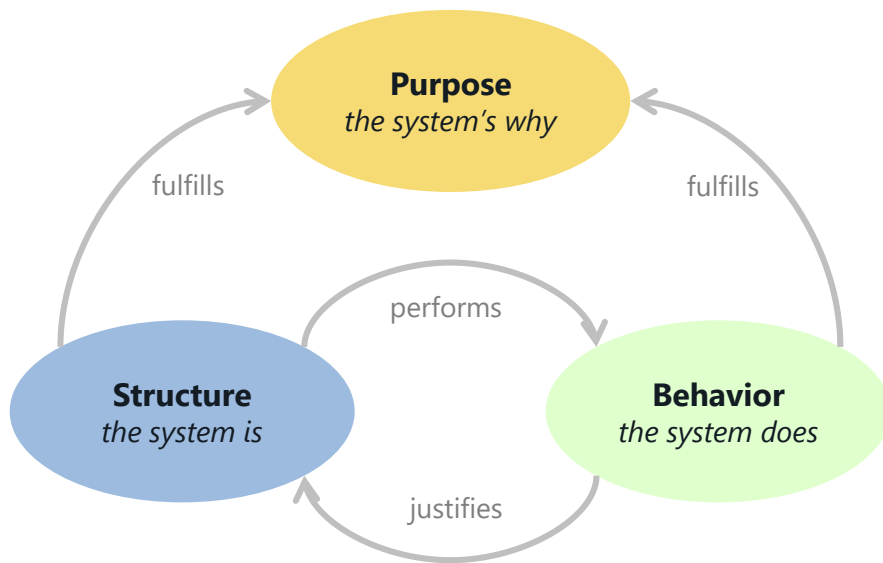 Purpose
the system's why
fulfills
fulfills
performs
Structure
the system is
Behavior
the system does
justifies